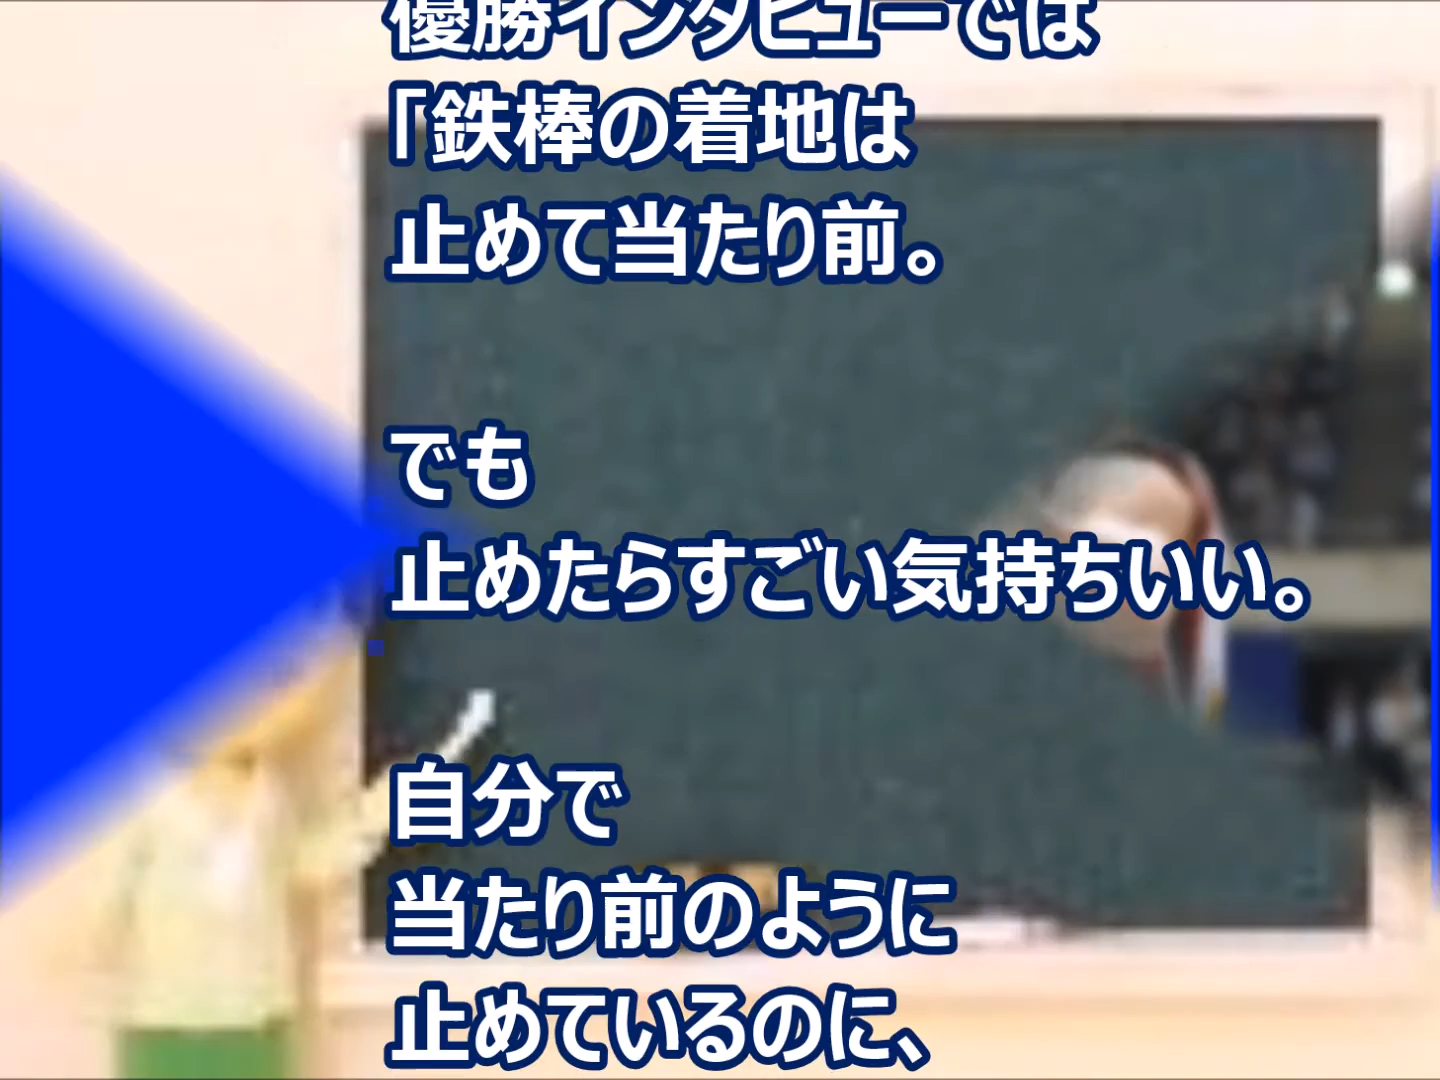 優勝インタビューでは
「鉄棒の着地は
止めて当たり前。
でも
止めたらすごい気持ちいい。
自分で
当たり前のように
止めているのに、